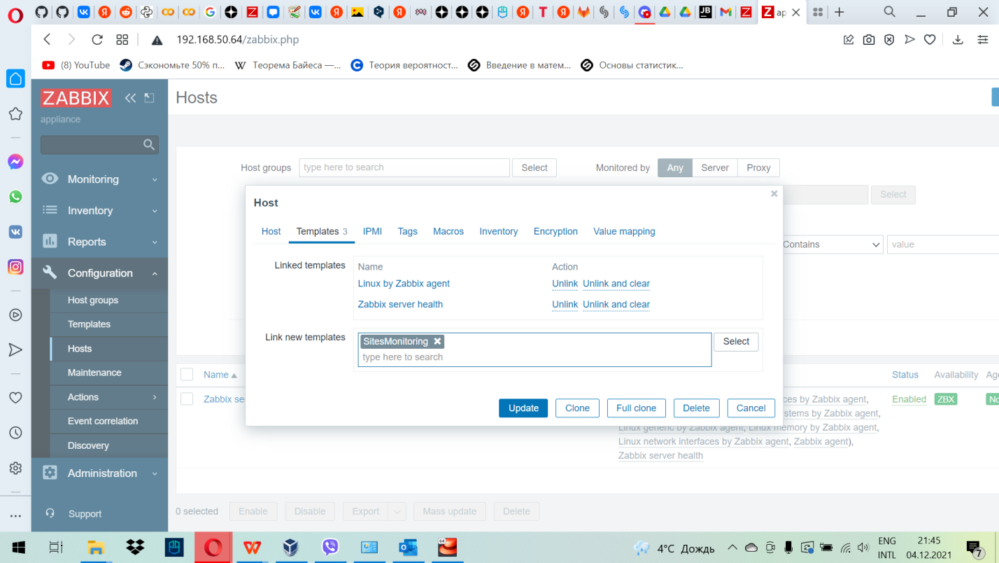 ap
192.168.50.64/zabbix.php
(8) YouTube
Сэкономьте 50% п...
W Теорема Байеса —...
Теория вероятност...
Введение в матем...
Основы статистик...
ZABBIX
appliance
Monitoring
Inventory
Reports
Configuration
Host groups
Templates
Hosts
Maintenance
Actions
Event correlation
Discovery
Administration
Support
Hosts
Host groups type here to search Select Monitored by Any Server Proxy
Select
Contains value
Host
Host Templates 3 IPMI Tags Macros Inventory Encryption Value mapping
Linked templates Name Action
Linux by Zabbix agent Unlink Unlink and clear
Zabbix server health Unlink Unlink and clear
Link new templates SitesMonitoring Select
type here to search
Update Clone Full clone Delete Cancel
Name Status Availability Age
Zabbix se ces by Zabbix agent, Enabled ZBX No
stems by Zabbix agent,
Linux generic by Zabbix agent, Linux memory by Zabbix agent,
Linux network interfaces by Zabbix agent, Zabbix agent),
Zabbix server health
0 selected Enable Disable Export Mass update Delete
4°C Дождь
ENG
INTL
21:45
04.12.2021
7